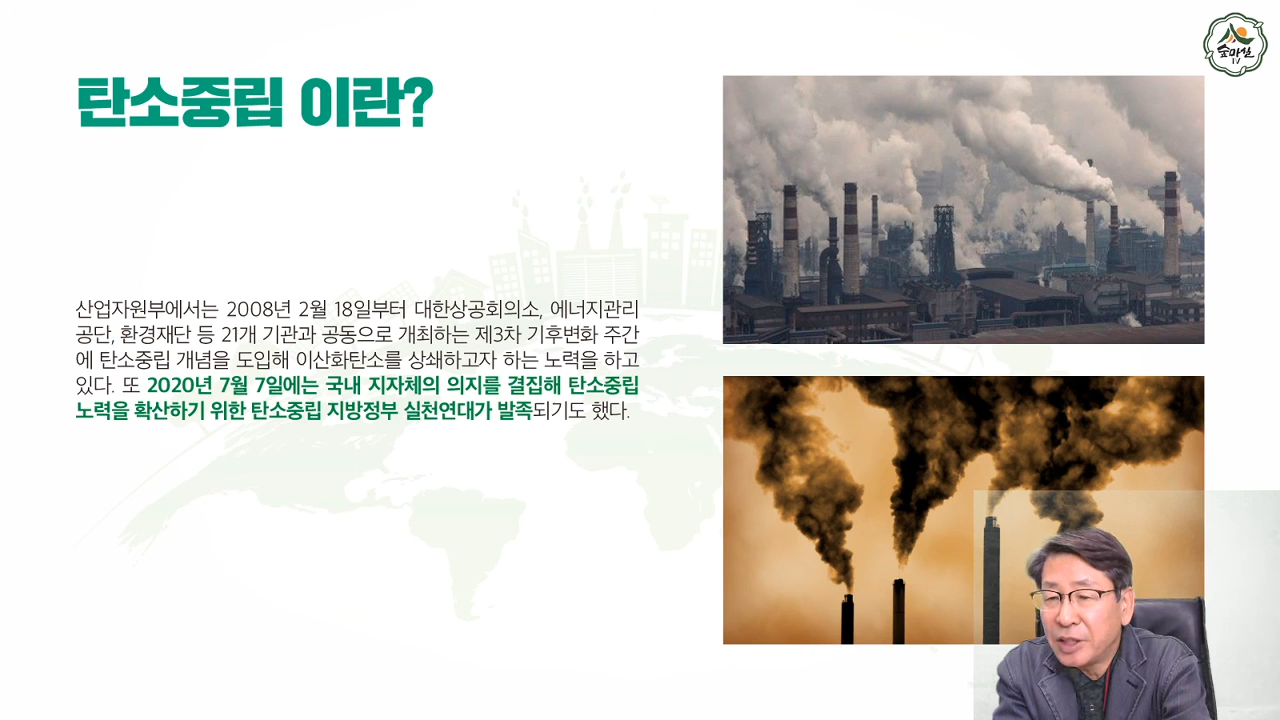 탄소중립 이란?
숲마실
TV
산업자원부에서는 2008년 2월 18일부터 대한상공회의소, 에너지관리
공단, 환경재단 등 21개 기관과 공동으로 개최하는 제3차 기후변화 주간
에 탄소중립 개념을 도입해 이산화탄소를 상쇄하고자 하는 노력을 하고
있다. 또 2020년 7월 7일에는 국내 지자체의 의지를 결집해 탄소중립
노력을 확산하기 위한 탄소중립 지방정부 실천연대가 발족되기도 했다.